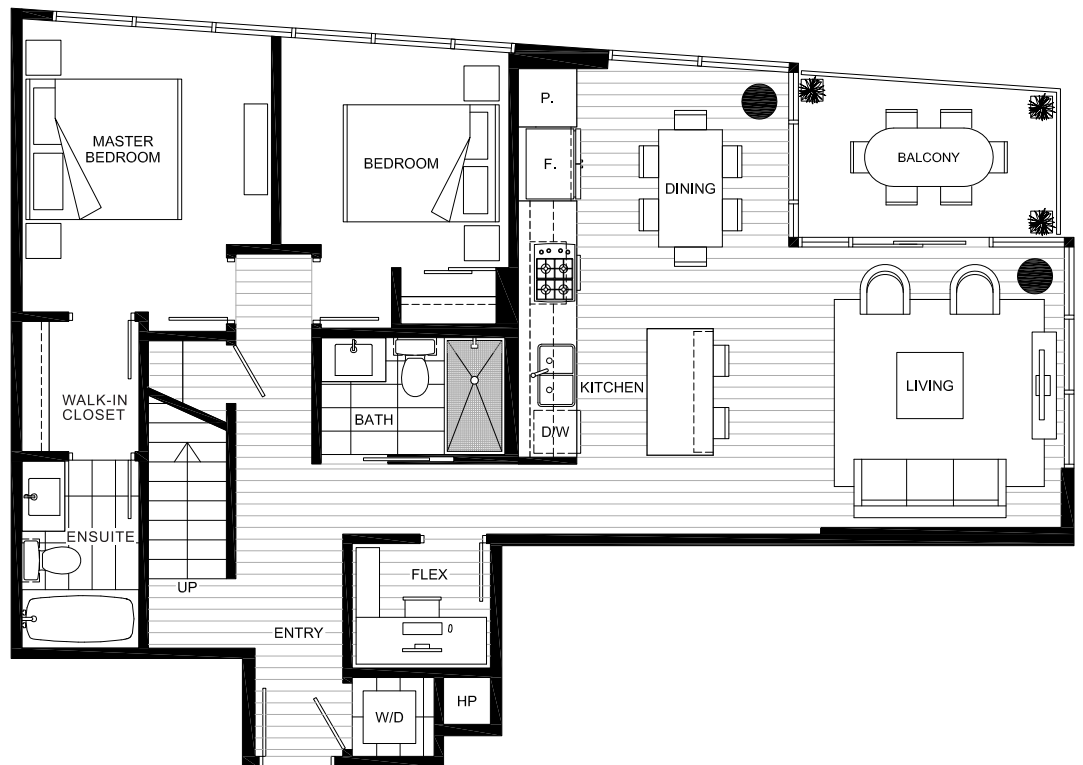 MASTER
BEDROOM
BEDROOM
P.
F.
DINING
BALCONY
WALK-IN
CLOSET
BATH
KITCHEN
D/W
LIVING
ENSUITE
UP
FLEX
ENTRY
W/D
HP